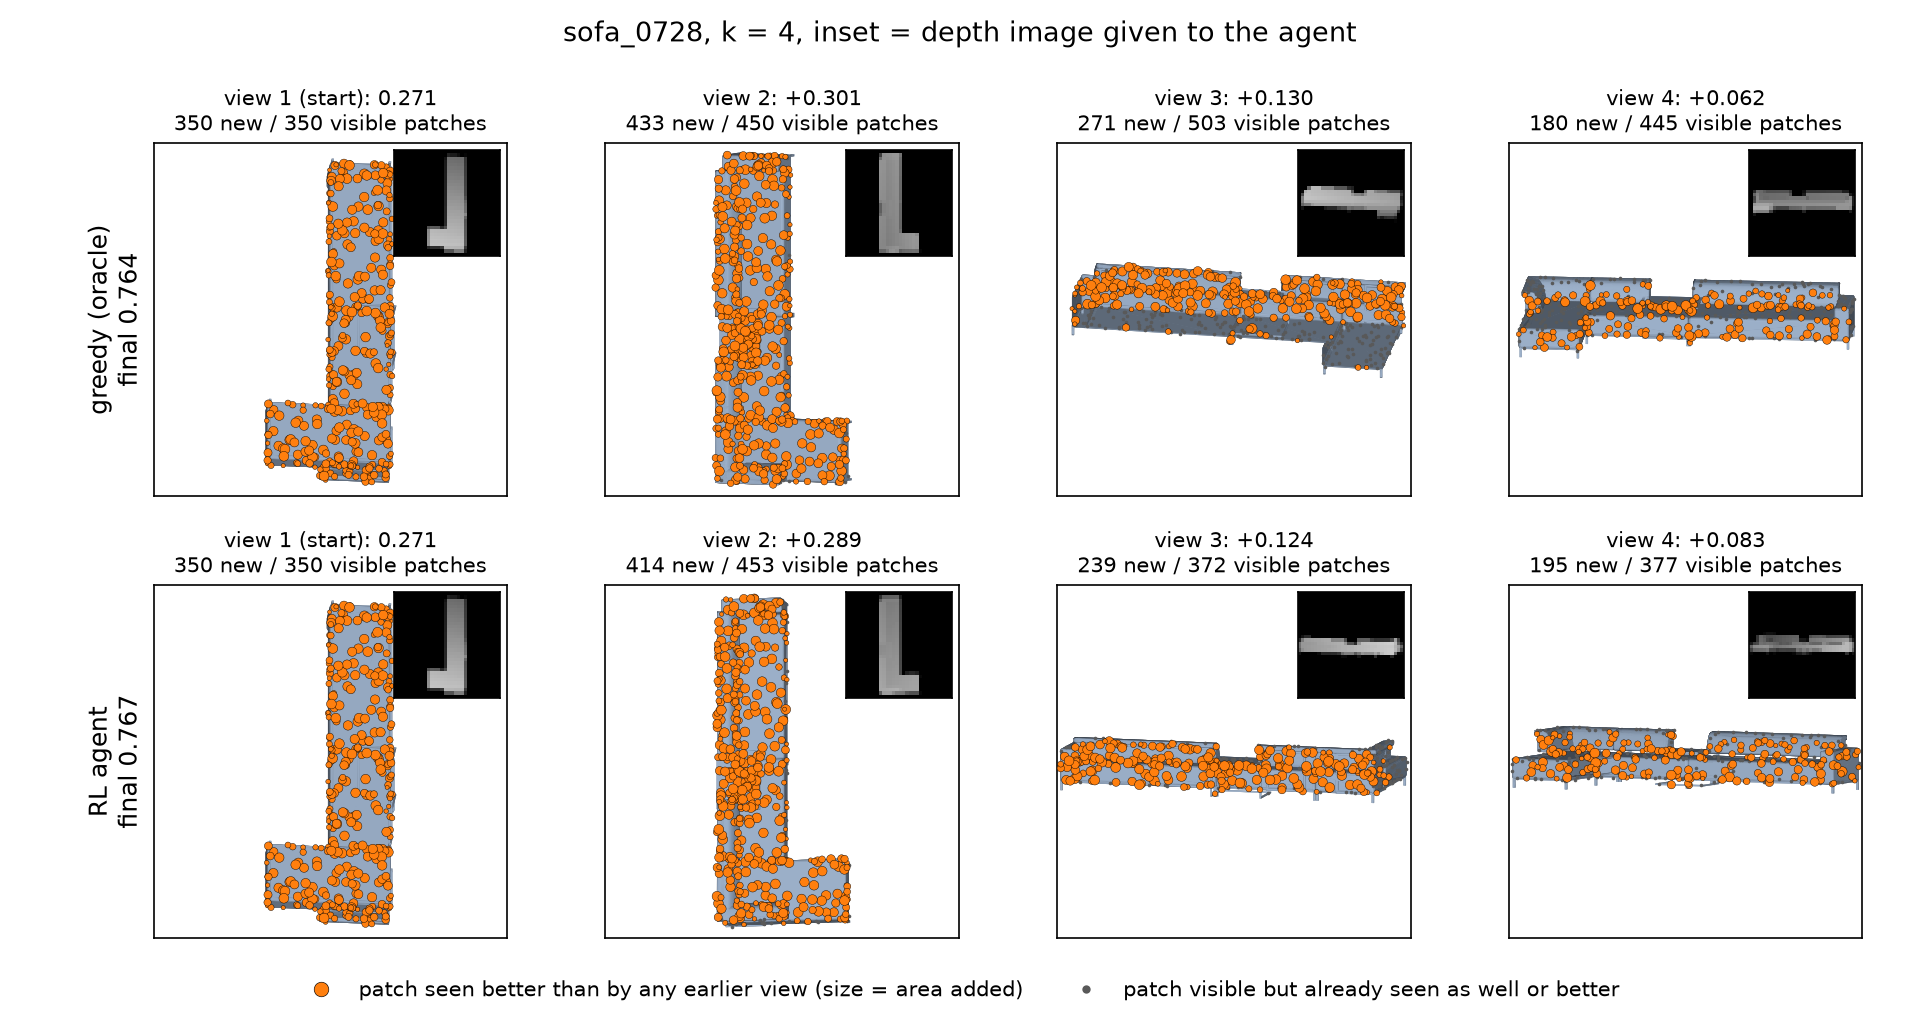 sofa_0728, k = 4, inset = depth image given to the agent
view 1 (start): 0.271
350 new / 350 visible patches
view 2: +0.301
433 new / 450 visible patches
view 3: +0.130
271 new / 503 visible patches
view 4: +0.062
180 new / 445 visible patches
greedy (oracle)
final 0.764
view 1 (start): 0.271
350 new / 350 visible patches
view 2: +0.289
414 new / 453 visible patches
view 3: +0.124
239 new / 372 visible patches
view 4: +0.083
195 new / 377 visible patches
RL agent
final 0.767
patch seen better than by any earlier view (size = area added)
patch visible but already seen as well or better